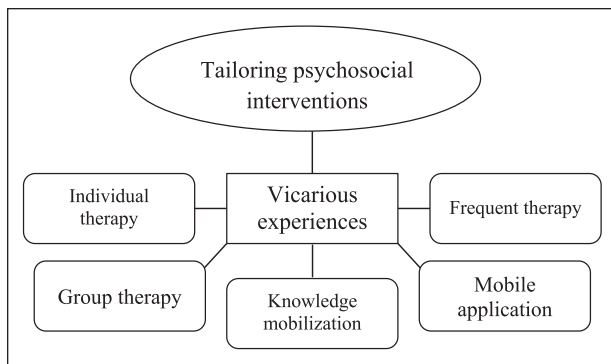 Tailoring psychosocial
interventions
Individual
therapy
Vicarious
experiences
Frequent therapy
Group therapy
Knowledge
mobilization
Mobile
application